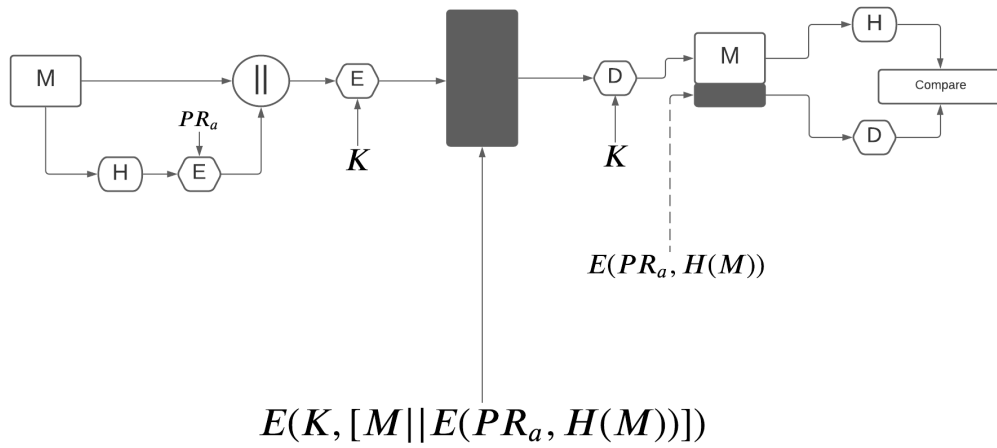 H
M
||
E
D
M
Compare
PRₐ
H
E
K
K
D
E(PRₐ, H(M))
E(K, [M||E(PRₐ, H(M))])